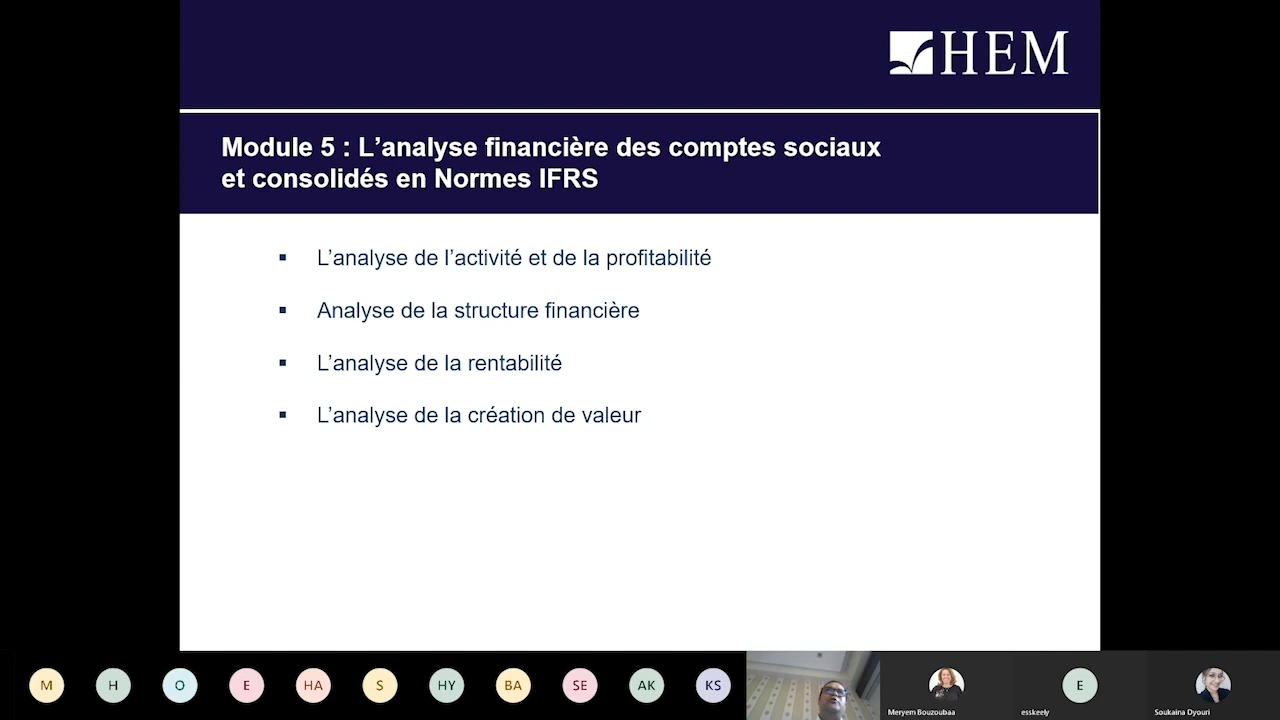 HEM
Module 5 : L’analyse financière des comptes sociaux
et consolidés en Normes IFRS
▪ L’analyse de l’activité et de la profitabilité
▪ Analyse de la structure financière
▪ L’analyse de la rentabilité
▪ L’analyse de la création de valeur
M H O E HA S HY BA SE AK KS E
Meryem Bouzoubaa esskeely Soukaina Dyouri